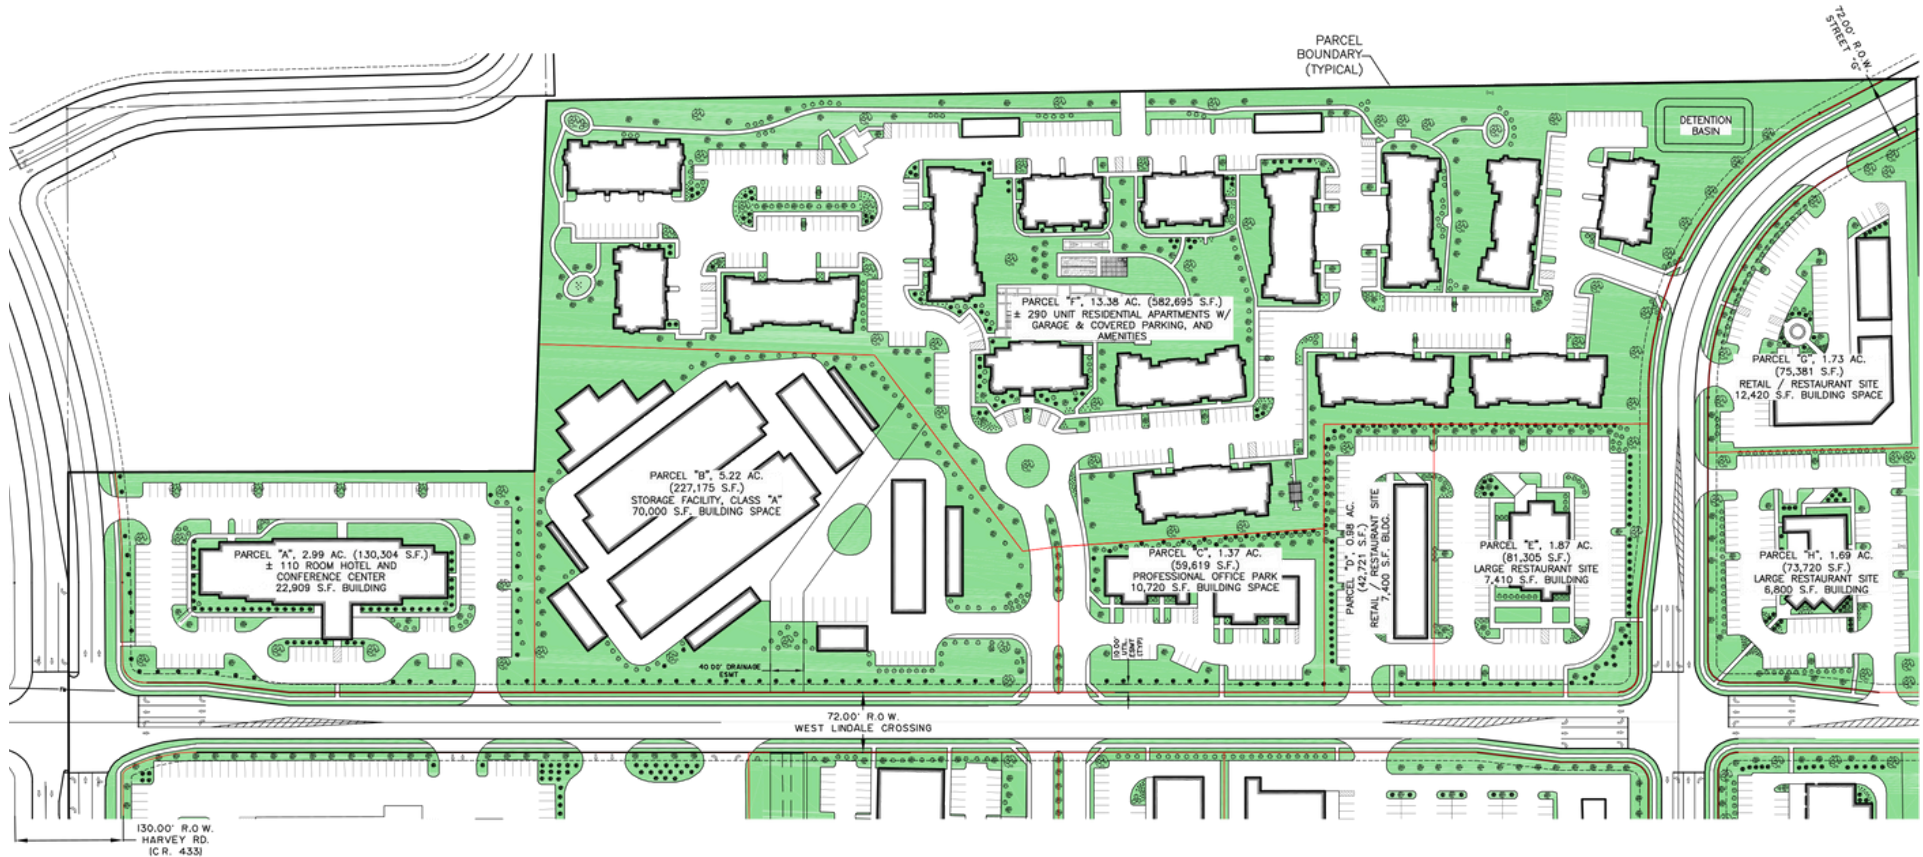 PARCEL
BOUNDARY
(TYPICAL)
72.00' R.O.W.
STREET "G"
DETENTION
BASIN
PARCEL "F", 13.38 AC. (582,695 S.F.)
± 290 UNIT RESIDENTIAL APARTMENTS W/
GARAGE & COVERED PARKING, AND
AMENITIES
PARCEL "G", 1.73 AC.
(75,381 S.F.)
RETAIL / RESTAURANT SITE
12,420 S.F. BUILDING SPACE
PARCEL "B", 5.22 AC.
(227,175 S.F.)
STORAGE FACILITY, CLASS "A"
70,000 S.F. BUILDING SPACE
PARCEL "A", 2.99 AC. (130,304 S.F.)
± 110 ROOM HOTEL AND
CONFERENCE CENTER
22,909 S.F. BUILDING
PARCEL "C", 1.37 AC.
(59,619 S.F.)
PROFESSIONAL OFFICE PARK
10,720 S.F. BUILDING SPACE
PARCEL "D", 0.98 AC.
(42,721 S.F.)
RETAIL / RESTAURANT SITE
7,400 S.F. BLDG.
PARCEL "E", 1.87 AC.
(81,305 S.F.)
LARGE RESTAURANT SITE
7,410 S.F. BUILDING
PARCEL "H", 1.69 AC.
(73,720 S.F.)
LARGE RESTAURANT SITE
6,800 S.F. BUILDING
10.00'
UTIL.
ESMT
(TYP)
40.00' DRAINAGE
ESMT
72.00' R.O.W.
WEST LINDALE CROSSING
130.00' R.O.W.
HARVEY RD.
(C.R. 433)